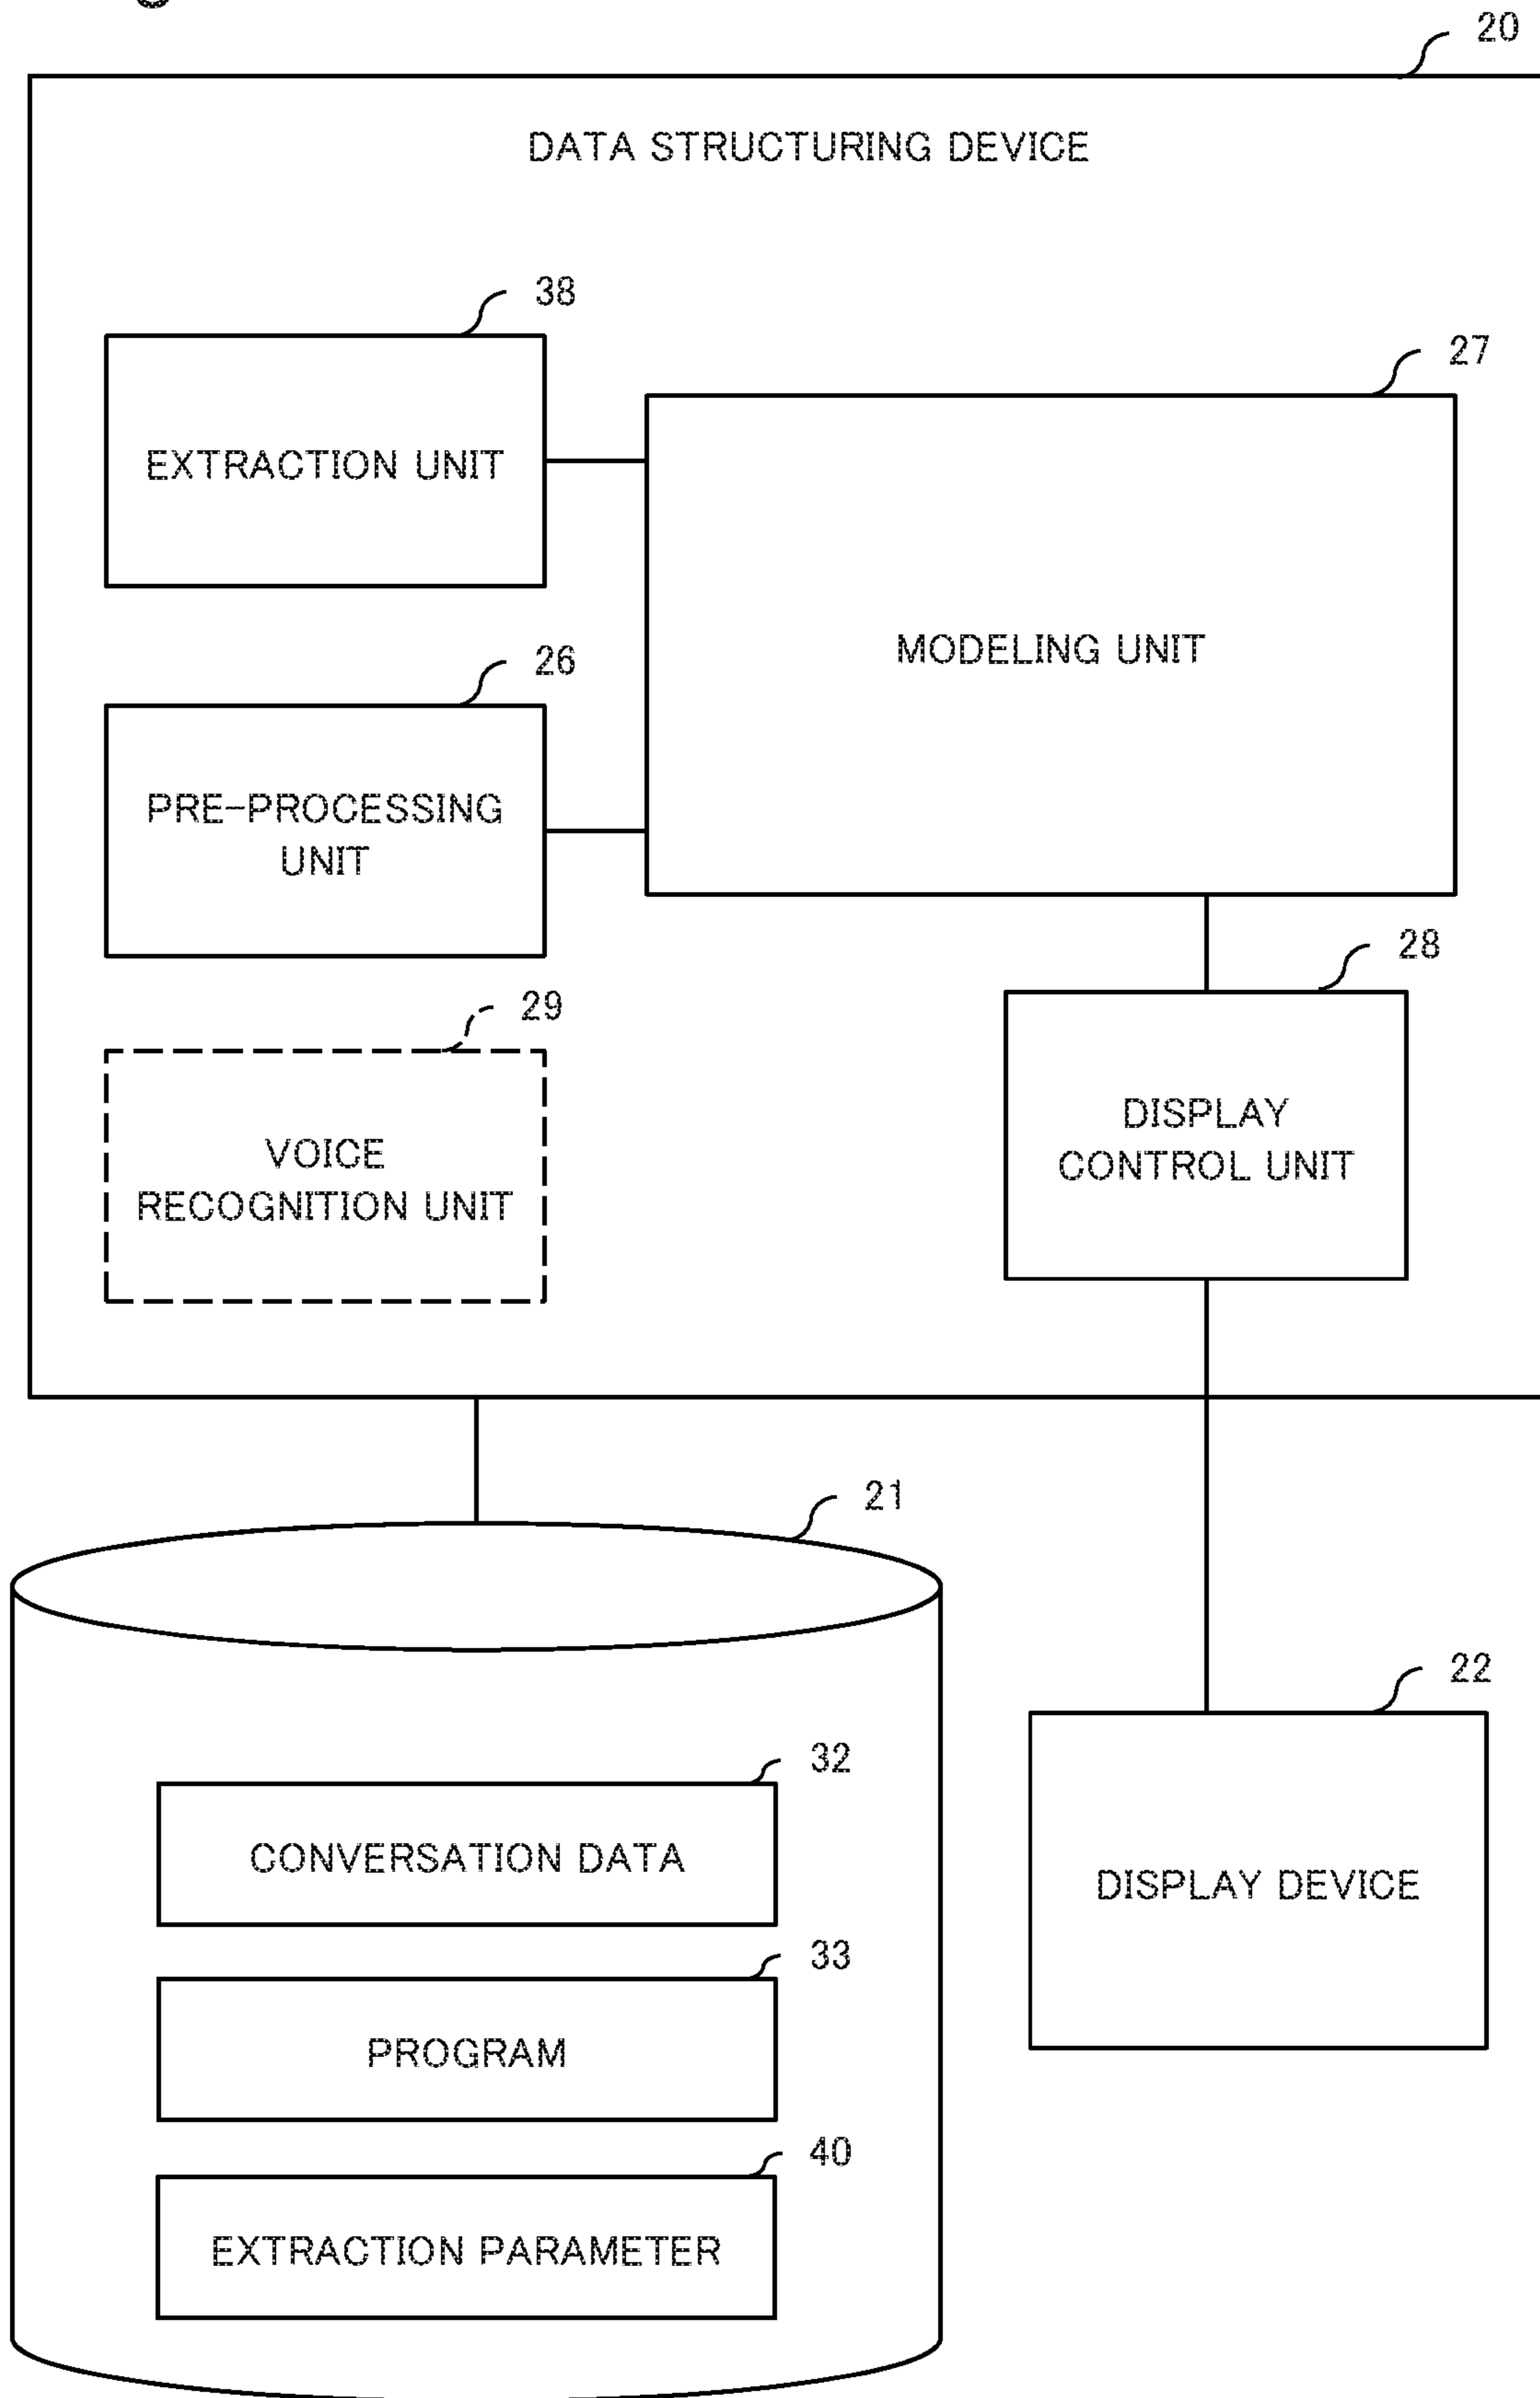 20
DATA STRUCTURING DEVICE
38
27
EXTRACTION UNIT
MODELING UNIT
26
PRE-PROCESSING
UNIT
28
29
DISPLAY
CONTROL UNIT
VOICE
RECOGNITION UNIT
21
22
32
CONVERSATION DATA
DISPLAY DEVICE
33
PROGRAM
40
EXTRACTION PARAMETER